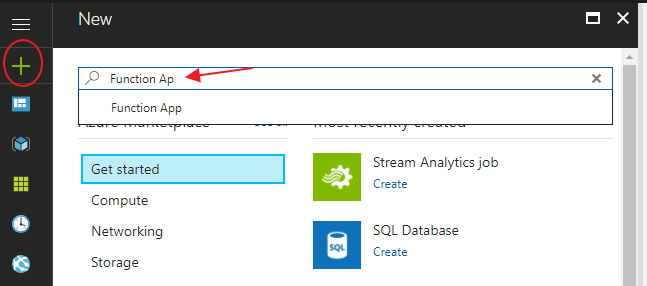 New
Function Ap
Function App
Azure Marketplace
Most recently created
Get started
Stream Analytics job
Create
Compute
Networking
SQL Database
SQL
Create
Storage